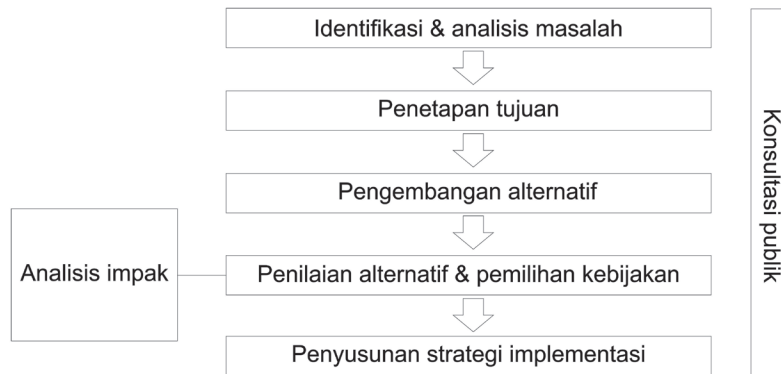 Identifikasi & analisis masalah
Penetapan tujuan
Pengembangan alternatif
Analisis impak
Penilaian alternatif & pemilihan kebijakan
Penyusunan strategi implementasi
Konsultasi publik